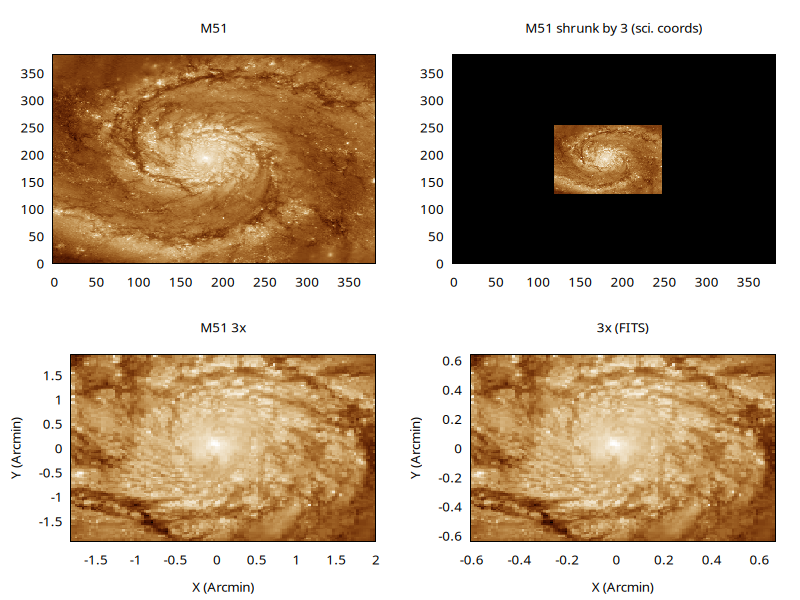 M51
M51 shrunk by 3 (sci. coords)
350
300
250
200
150
100
50
0
0 50 100 150 200 250 300 350
350
300
250
200
150
100
50
0
0 50 100 150 200 250 300 350
M51 3x
3x (FITS)
Y (Arcmin)
1.5
1
0.5
0
-0.5
-1
-1.5
-1.5 -1 -0.5 0 0.5 1 1.5 2
X (Arcmin)
Y (Arcmin)
0.6
0.4
0.2
0
-0.2
-0.4
-0.6
-0.6 -0.4 -0.2 0 0.2 0.4 0.6
X (Arcmin)